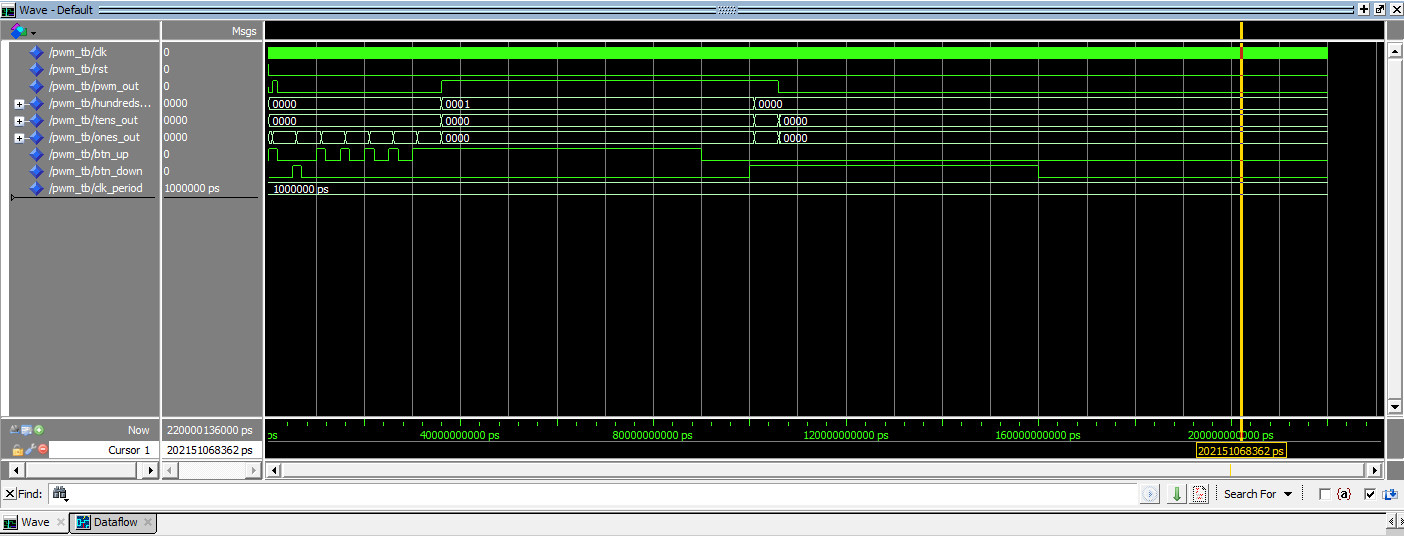 Wave - Default
Msgs
/pwm_tb/clk 0
/pwm_tb/rst 0
/pwm_tb/pwm_out 0
/pwm_tb/hundreds... 0000 0000 0001 0000
/pwm_tb/tens_out 0000 0000 0000 0000
/pwm_tb/ones_out 0000 0000 0000
/pwm_tb/btn_up 0
/pwm_tb/btn_down 0
/pwm_tb/clk_period 1000000 ps 1000000 ps
Now 220000136000 ps ps 40000000000 ps 80000000000 ps 120000000000 ps 160000000000 ps 200000000000 ps
Cursor 1 202151068362 ps 202151068362 ps
Find: Search For {a}
Wave Dataflow